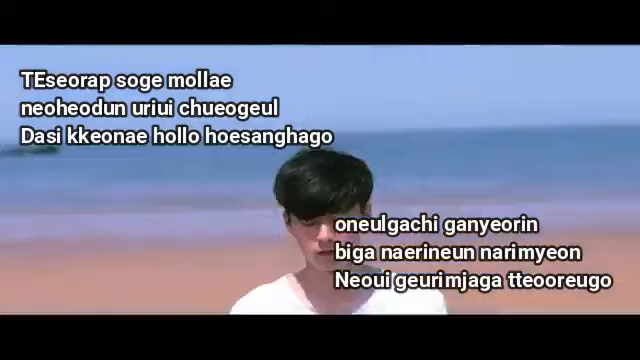 TEseorap soge mollae
neoheodun uriui chueogeul
Dasi kkeonae hollo hoesanghago
oneulgachi ganyeorin
biga naerineun narimyeon
Neoui geurimjaga tteooreugo